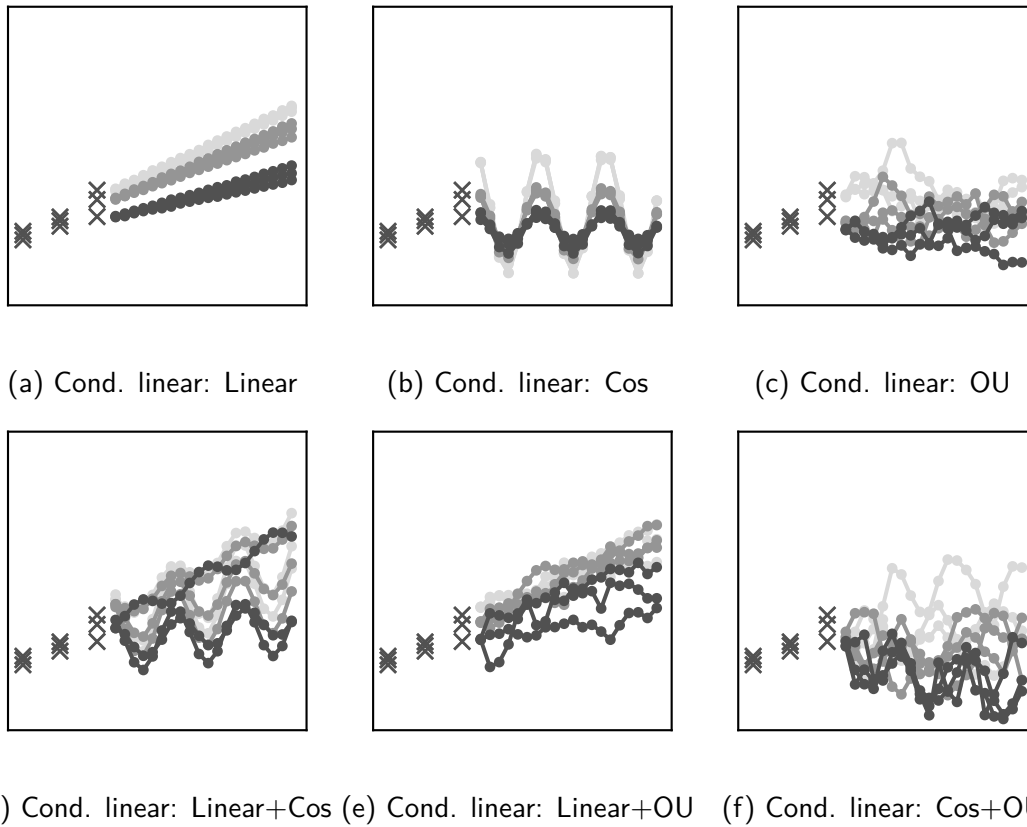 (a) Cond. linear: Linear
(b) Cond. linear: Cos
(c) Cond. linear: OU
) Cond. linear: Linear+Cos
(e) Cond. linear: Linear+OU
(f) Cond. linear: Cos+OU